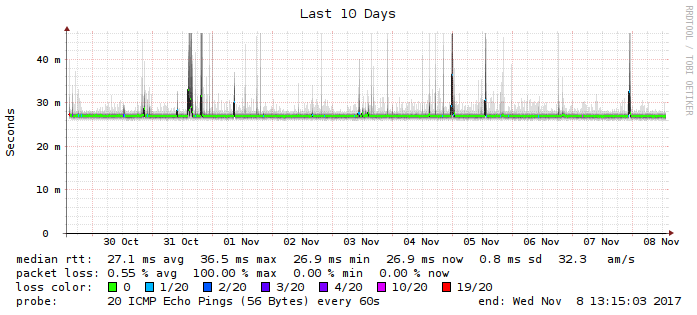 Last 10 Days
RRDTOOL / TOBI OETIKER
Seconds
40 m
30 m
20 m
10 m
0
30 Oct 31 Oct 01 Nov 02 Nov 03 Nov 04 Nov 05 Nov 06 Nov 07 Nov 08 Nov
median rtt: 27.1 ms avg 36.5 ms max 26.9 ms min 26.9 ms now 0.8 ms sd 32.3 am/s
packet loss: 0.55 % avg 100.00 % max 0.00 % min 0.00 % now
loss color: 0 1/20 2/20 3/20 4/20 10/20 19/20
probe: 20 ICMP Echo Pings (56 Bytes) every 60s end: Wed Nov 8 13:15:03 2017